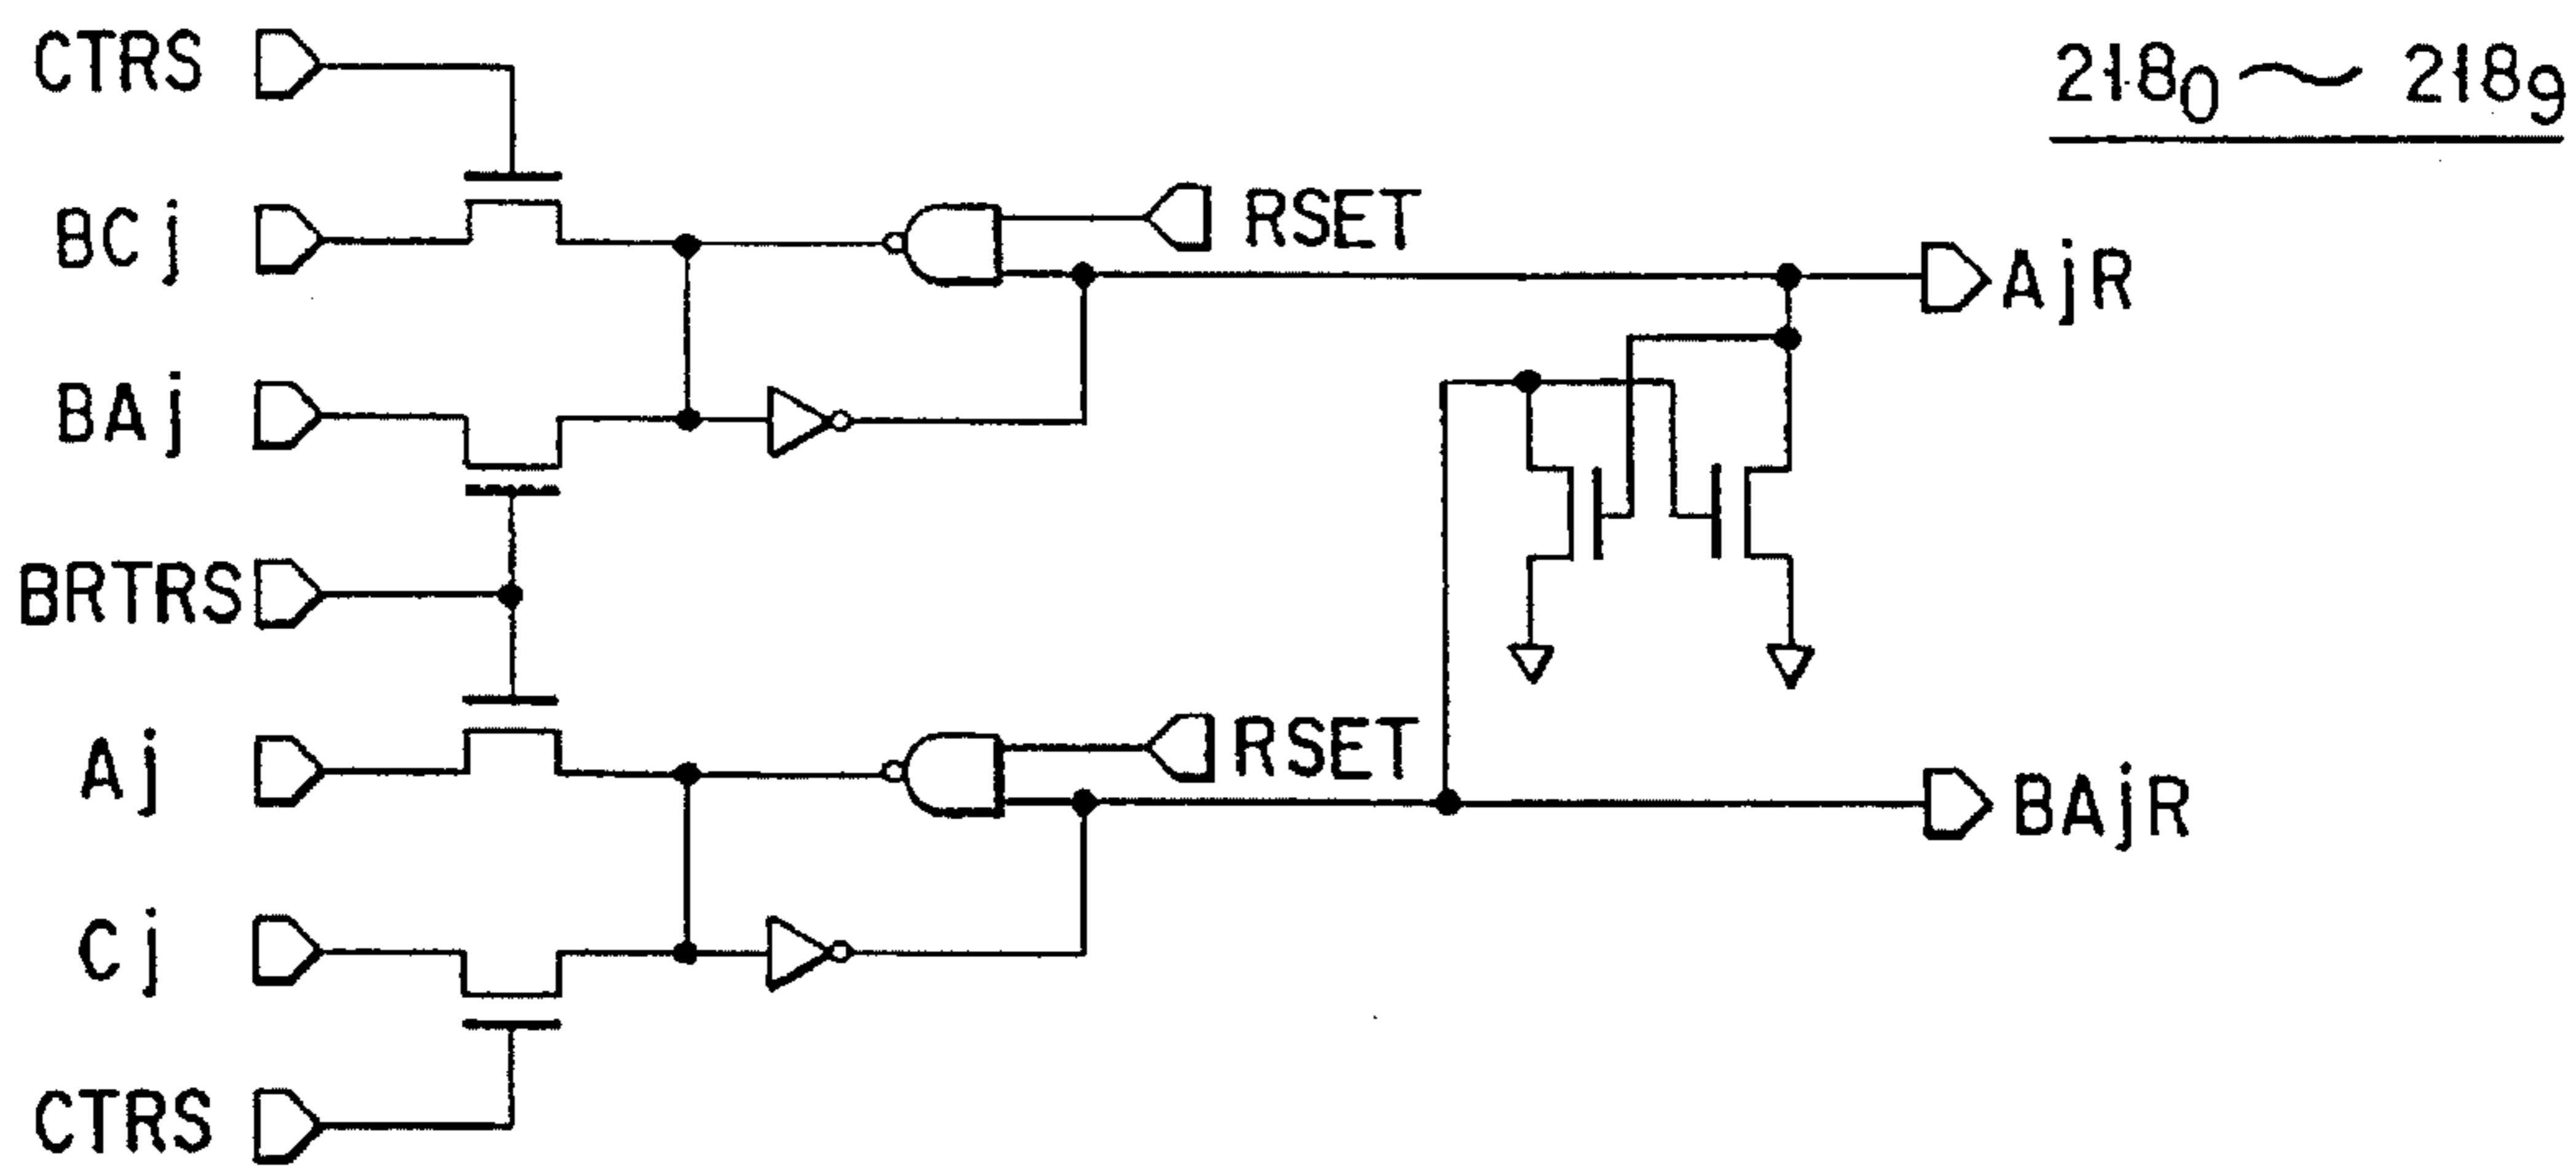 CTRS
218₀ ~ 218₉
BCj
RSET
AjR
BAj
BRTRS
Aj
RSET
BAjR
Cj
CTRS